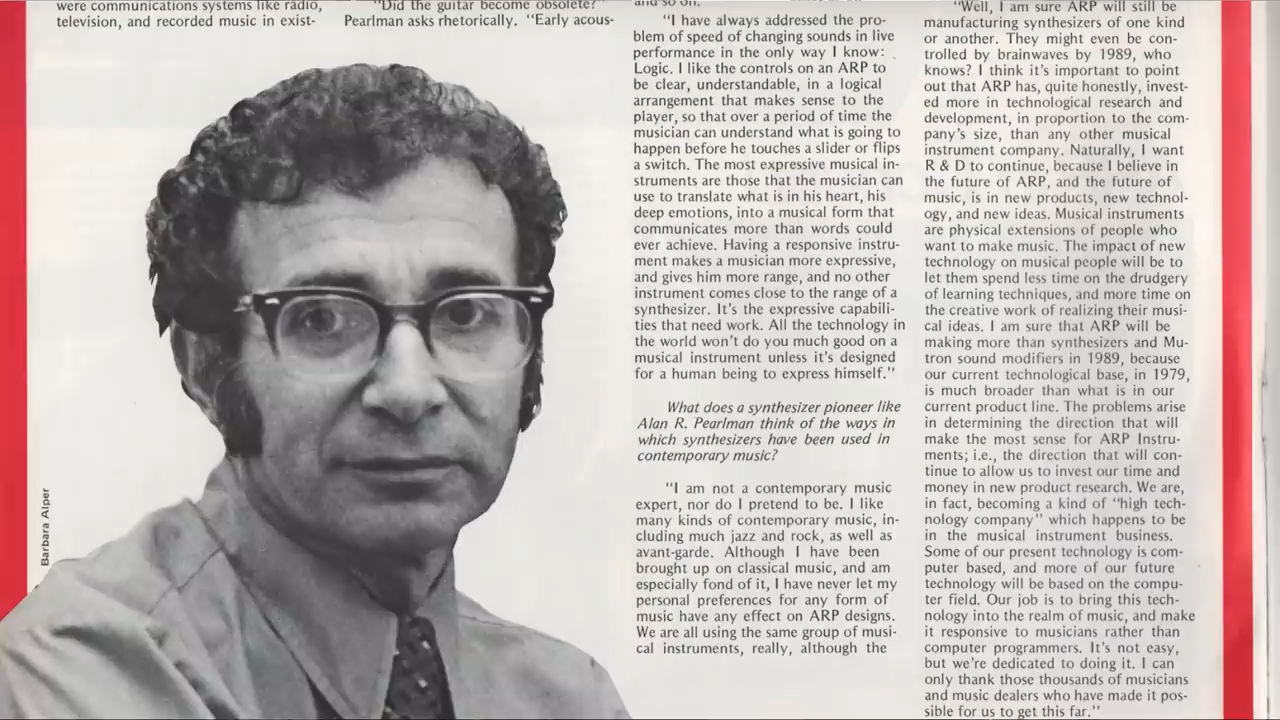 were communications systems like radio,
television, and recorded music in exist-
"Did the guitar become obsolete?"
Pearlman asks rhetorically. "Early acous-
Barbara Alper
and so on.
"I have always addressed the pro-
blem of speed of changing sounds in live
performance in the only way I know:
Logic. I like the controls on an ARP to
be clear, understandable, in a logical
arrangement that makes sense to the
player, so that over a period of time the
musician can understand what is going to
happen before he touches a slider or flips
a switch. The most expressive musical in-
struments are those that the musician can
use to translate what is in his heart, his
deep emotions, into a musical form that
communicates more than words could
ever achieve. Having a responsive instru-
ment makes a musician more expressive,
and gives him more range, and no other
instrument comes close to the range of a
synthesizer. It's the expressive capabili-
ties that need work. All the technology in
the world won't do you much good on a
musical instrument unless it's designed
for a human being to express himself."
What does a synthesizer pioneer like
Alan R. Pearlman think of the ways in
which synthesizers have been used in
contemporary music?
"I am not a contemporary music
expert, nor do I pretend to be. I like
many kinds of contemporary music, in-
cluding much jazz and rock, as well as
avant-garde. Although I have been
brought up on classical music, and am
especially fond of it, I have never let my
personal preferences for any form of
music have any effect on ARP designs.
We are all using the same group of musi-
cal instruments, really, although the
"Well, I am sure ARP will still be
manufacturing synthesizers of one kind
or another. They might even be con-
trolled by brainwaves by 1989, who
knows? I think it's important to point
out that ARP has, quite honestly, invest-
ed more in technological research and
development, in proportion to the com-
pany's size, than any other musical
instrument company. Naturally, I want
R & D to continue, because I believe in
the future of ARP, and the future of
music, is in new products, new technol-
ogy, and new ideas. Musical instruments
are physical extensions of people who
want to make music. The impact of new
technology on musical people will be to
let them spend less time on the drudgery
of learning techniques, and more time on
the creative work of realizing their musi-
cal ideas. I am sure that ARP will be
making more than synthesizers and Mu-
tron sound modifiers in 1989, because
our current technological base, in 1979,
is much broader than what is in our
current product line. The problems arise
in determining the direction that will
make the most sense for ARP Instru-
ments; i.e., the direction that will con-
tinue to allow us to invest our time and
money in new product research. We are,
in fact, becoming a kind of "high tech-
nology company" which happens to be
in the musical instrument business.
Some of our present technology is com-
puter based, and more of our future
technology will be based on the compu-
ter field. Our job is to bring this tech-
nology into the realm of music, and make
it responsive to musicians rather than
computer programmers. It's not easy,
but we're dedicated to doing it. I can
only thank those thousands of musicians
and music dealers who have made it pos-
sible for us to get this far."